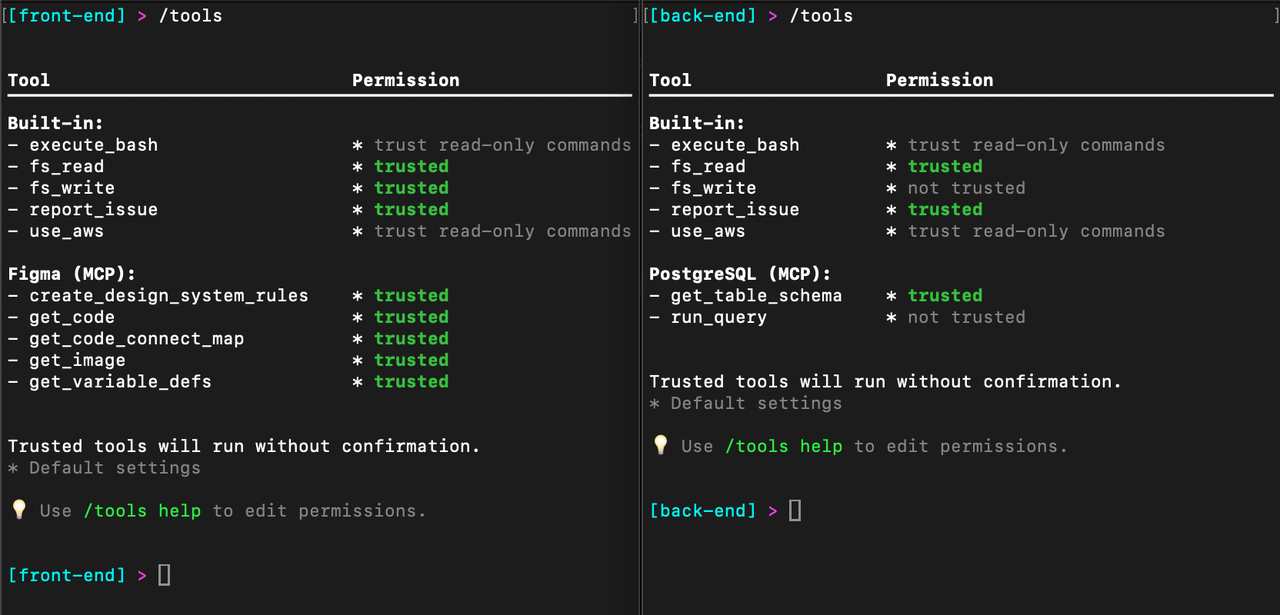 [[front-end] > /tools ]
Tool Permission
Built-in:
- execute_bash * trust read-only commands
- fs_read * trusted
- fs_write * trusted
- report_issue * trusted
- use_aws * trust read-only commands
Figma (MCP):
- create_design_system_rules * trusted
- get_code * trusted
- get_code_connect_map * trusted
- get_image * trusted
- get_variable_defs * trusted
Trusted tools will run without confirmation.
* Default settings
💡 Use /tools help to edit permissions.
[front-end] >
[[back-end] > /tools ]
Tool Permission
Built-in:
- execute_bash * trust read-only commands
- fs_read * trusted
- fs_write * not trusted
- report_issue * trusted
- use_aws * trust read-only commands
PostgreSQL (MCP):
- get_table_schema * trusted
- run_query * not trusted
Trusted tools will run without confirmation.
* Default settings
💡 Use /tools help to edit permissions.
[back-end] >